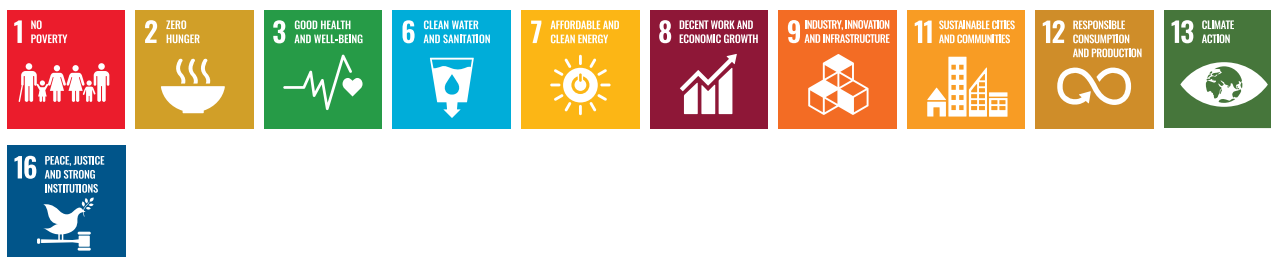 1 NO
POVERTY
2 ZERO
HUNGER
3 GOOD HEALTH
AND WELL-BEING
6 CLEAN WATER
AND SANITATION
7 AFFORDABLE AND
CLEAN ENERGY
8 DECENT WORK AND
ECONOMIC GROWTH
9 INDUSTRY, INNOVATION
AND INFRASTRUCTURE
11 SUSTAINABLE CITIES
AND COMMUNITIES
12 RESPONSIBLE
CONSUMPTION
AND PRODUCTION
13 CLIMATE
ACTION
16 PEACE, JUSTICE
AND STRONG
INSTITUTIONS